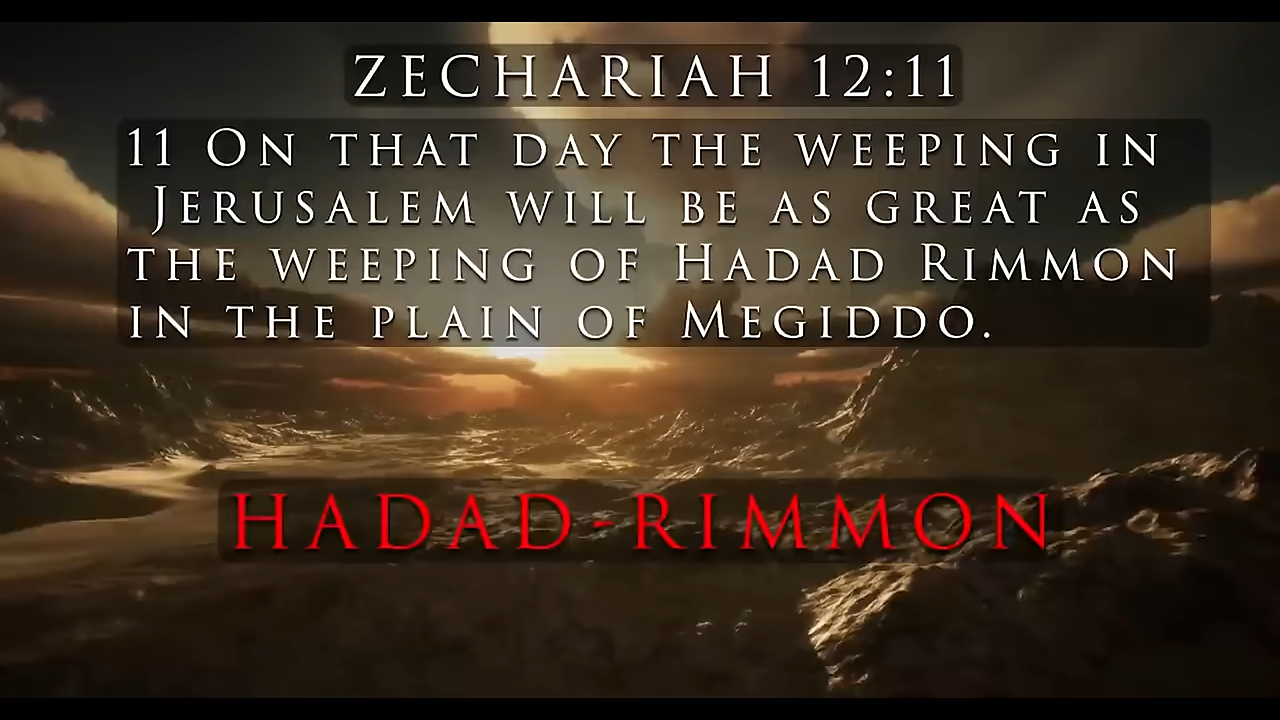 ZECHARIAH 12:11
11 ON THAT DAY THE WEEPING IN
JERUSALEM WILL BE AS GREAT AS
THE WEEPING OF HADAD RIMMON
IN THE PLAIN OF MEGIDDO.
HADAD-RIMMON